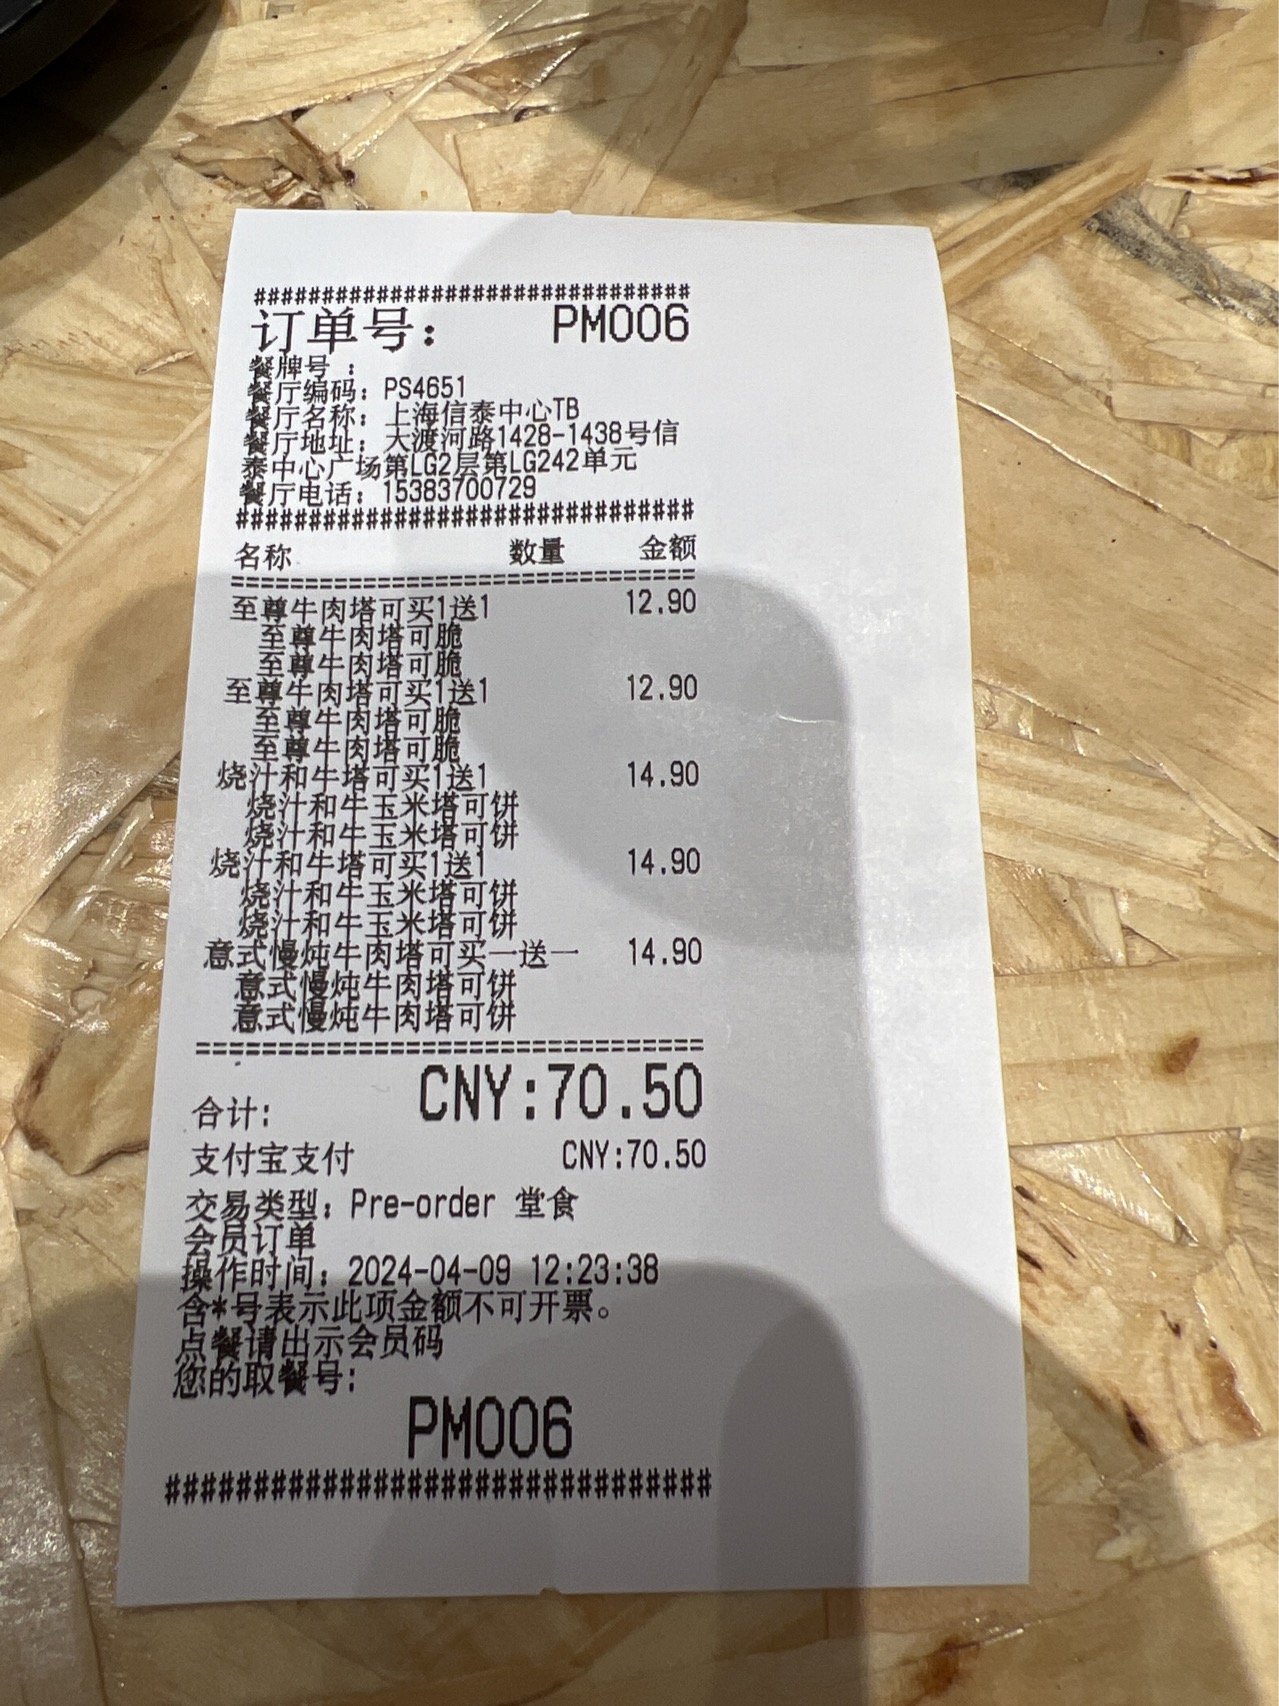 ################################
订单号： PM006
餐牌号 ：
餐厅编码：PS4651
餐厅名称：上海信泰中心TB
餐厅地址：大渡河路1428-1438号信
泰中心广场第LG2层第LG242单元
餐厅电话：15383700729
################################
名称 数量 金额
================================
至尊牛肉塔可买1送1 12.90
至尊牛肉塔可脆
至尊牛肉塔可脆
至尊牛肉塔可买1送1 12.90
至尊牛肉塔可脆
至尊牛肉塔可脆
烧汁和牛塔可买1送1 14.90
烧汁和牛玉米塔可饼
烧汁和牛玉米塔可饼
烧汁和牛塔可买1送1 14.90
烧汁和牛玉米塔可饼
烧汁和牛玉米塔可饼
意式慢炖牛肉塔可买一送一 14.90
意式慢炖牛肉塔可饼
意式慢炖牛肉塔可饼
================================
合计: CNY:70.50
支付宝支付 CNY:70.50
交易类型：Pre-order 堂食
会员订单
操作时间：2024-04-09 12:23:38
含*号表示此项金额不可开票。
点餐请出示会员码
您的取餐号:
PM006
################################